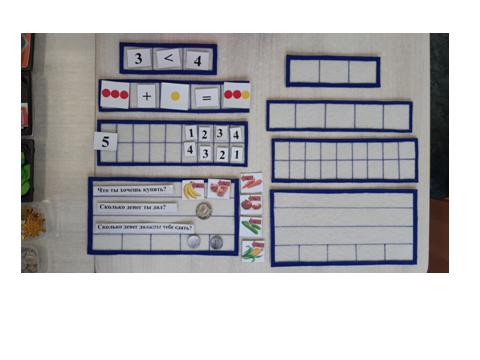 3 < 4
+ =
5
1 2 3 4
4 3 2 1
Что ты хочешь купить?
Сколько денег ты дал?
Сколько денег должны тебе сдать?